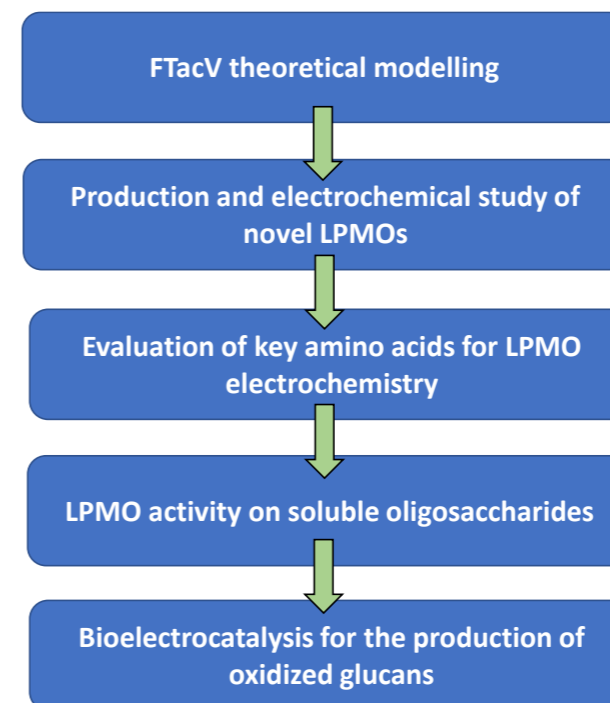 FTacV theoretical modelling
Production and electrochemical study of
novel LPMOs
Evaluation of key amino acids for LPMO
electrochemistry
LPMO activity on soluble oligosaccharides
Bioelectrocatalysis for the production of
oxidized glucans